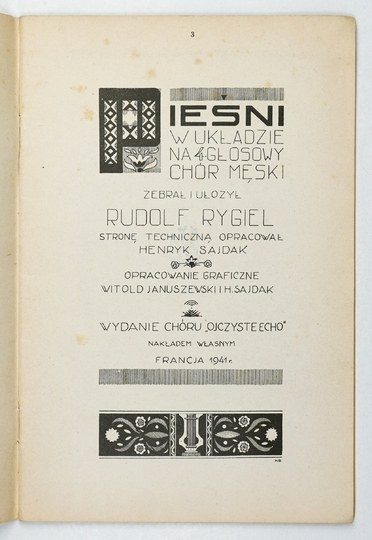 3
PIEŚNI
W UKŁADZIE
NA 4-GŁOSOWY
CHÓR MĘSKI
ZEBRAŁ I UŁOŻYŁ
RUDOLF RYGIEL
STRONĘ TECHNICZNĄ OPRACOWAŁ
HENRYK SAJDAK
OPRACOWANIE GRAFICZNE
WITOLD JANUSZEWSKI I H. SAJDAK
WYDANIE CHÓRU „OJCZYSTE ECHO"
NAKŁADEM WŁASNYM
FRANCJA 1941 r.